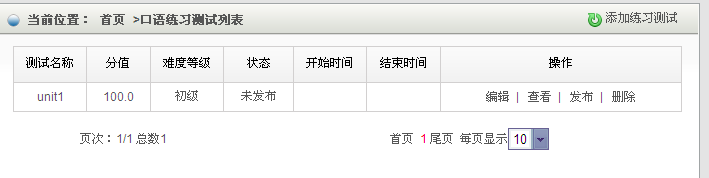 当前位置： 首页 >口语练习测试列表 添加练习测试
测试名称 分值 难度等级 状态 开始时间 结束时间 操作
unit1 100.0 初级 未发布 编辑 | 查看 | 发布 | 删除
页次：1/1 总数1 首页 1 尾页 每页显示 10